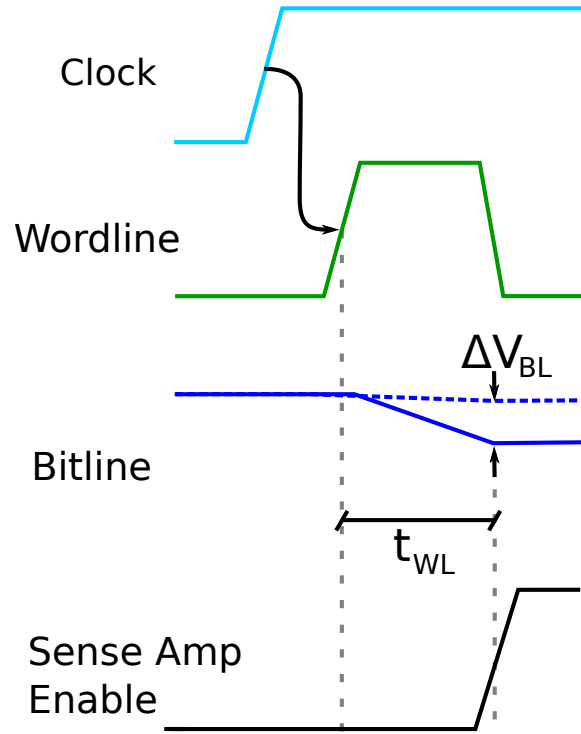 Clock
Wordline
ΔV_BL
Bitline
t_WL
Sense Amp
Enable